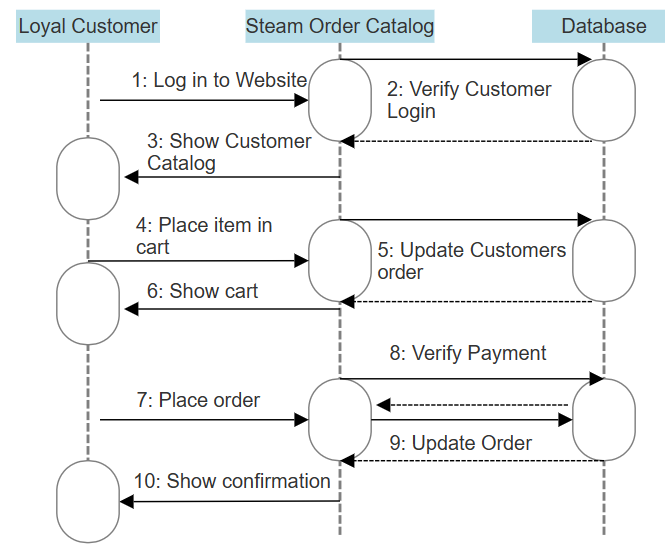 Loyal Customer
Steam Order Catalog
Database
1: Log in to Website
2: Verify Customer
Login
3: Show Customer
Catalog
4: Place item in
cart
5: Update Customers
order
6: Show cart
8: Verify Payment
7: Place order
9: Update Order
10: Show confirmation